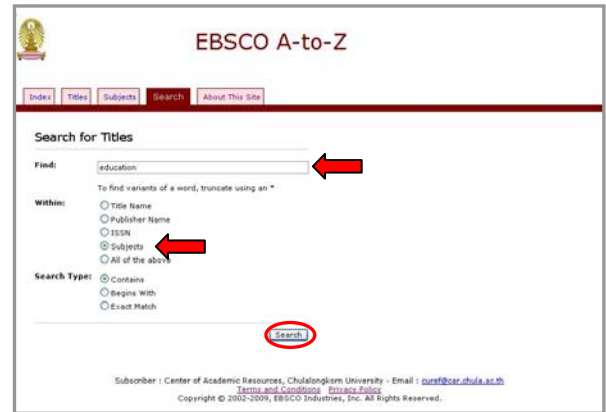 EBSCO A-to-Z
Index Titles Subjects Search About This Site
Search for Titles
Find: education
To find variants of a word, truncate using an *
Within: Title Name
Publisher Name
ISSN
Subjects
All of the above
Search Type: Contains
Begins With
Exact Match
Search
Subscriber : Center of Academic Resources, Chulalongkorn University - Email : curef@car.chula.ac.th
Terms and Conditions Privacy Policy
Copyright © 2002-2009, EBSCO Industries, Inc. All Rights Reserved.